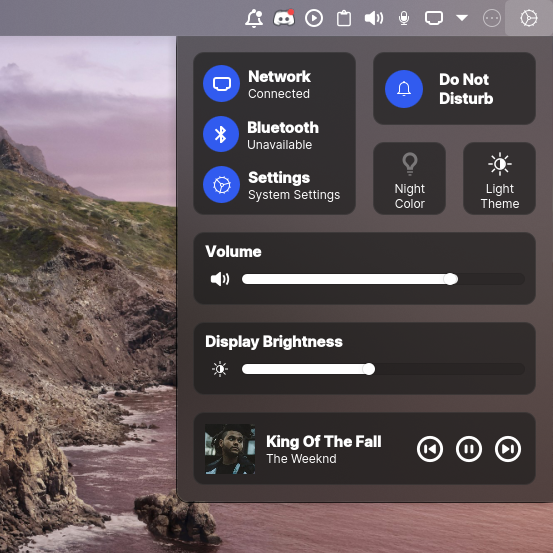 Network
Connected
Bluetooth
Unavailable
Settings
System Settings
Do Not
Disturb
Night
Color
Light
Theme
Volume
Display Brightness
King Of The Fall
The Weeknd